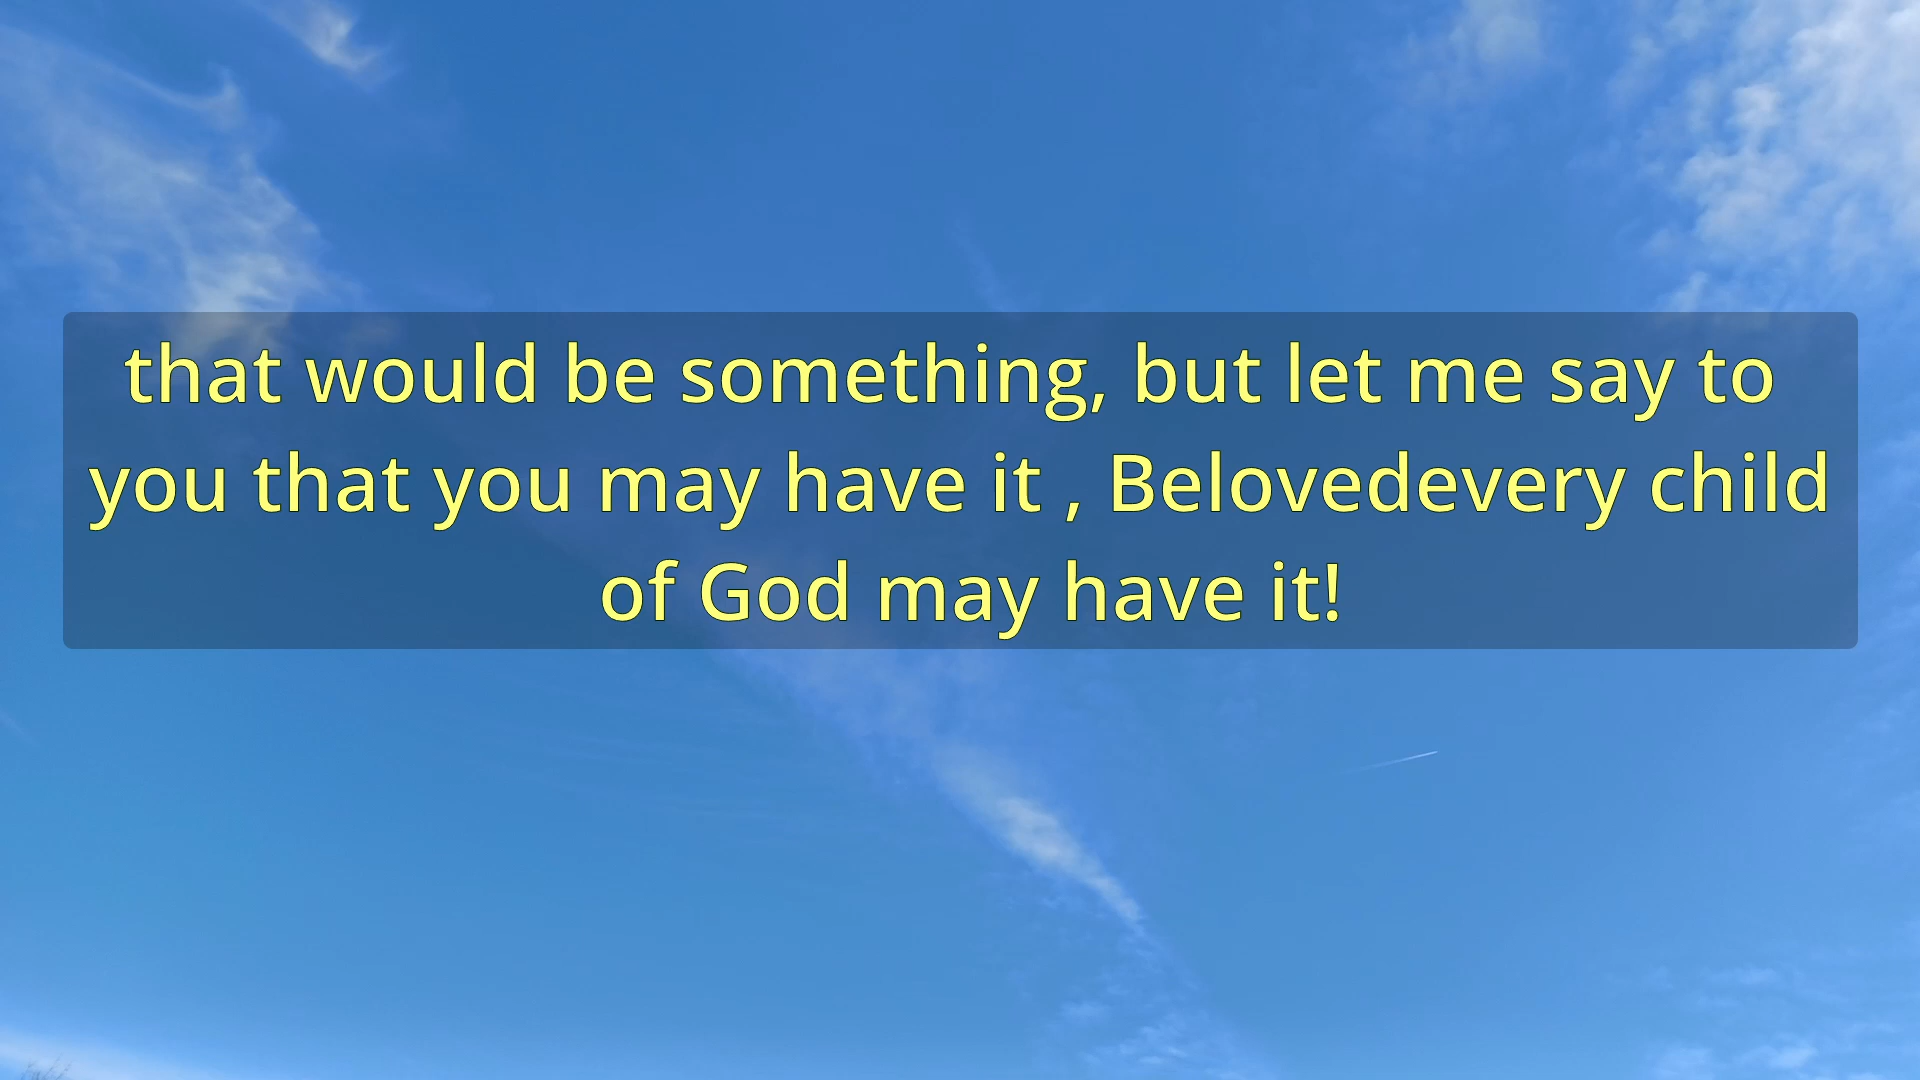 that would be something, but let me say to
you that you may have it , Belovedevery child
of God may have it!